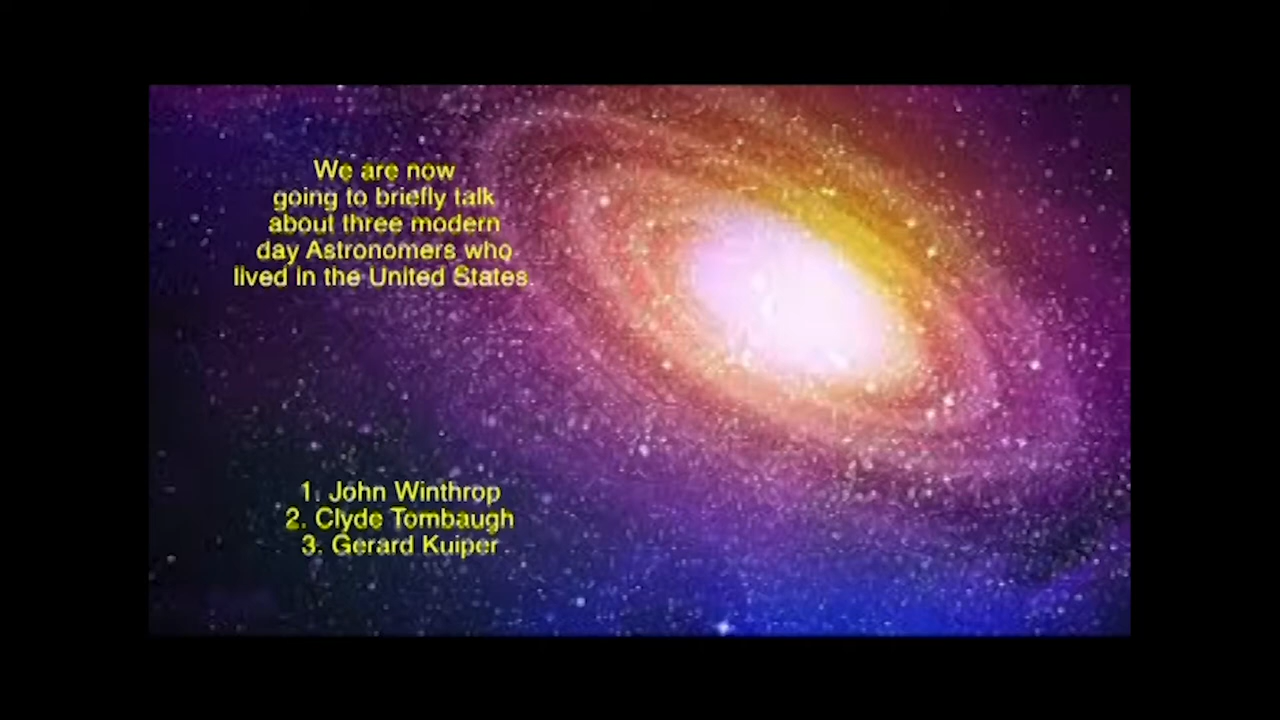 We are now
going to briefly talk
about three modern
day Astronomers who
lived in the United States.
1. John Winthrop
2. Clyde Tombaugh
3. Gerard Kuiper